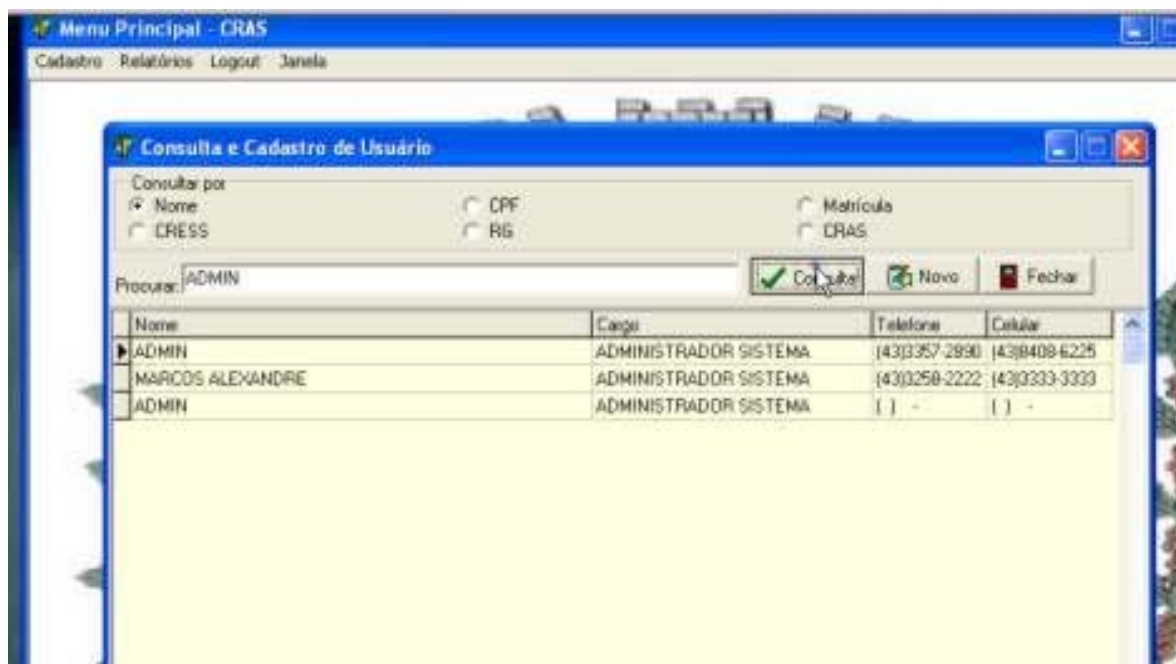 Menu Principal - CRAS
Cadastro Relatórios Logout Janela
Consulta e Cadastro de Usuário
Consultar por
Nome CPF Matrícula
CRESS RG CRAS
Procurar: ADMIN Consultar Novo Fechar
Nome Cargo Telefone Celular
ADMIN ADMINISTRADOR SISTEMA (43)3357-2890 (43)8408-6225
MARCOS ALEXANDRE ADMINISTRADOR SISTEMA (43)3258-2222 (43)3333-3333
ADMIN ADMINISTRADOR SISTEMA ( ) - ( ) -